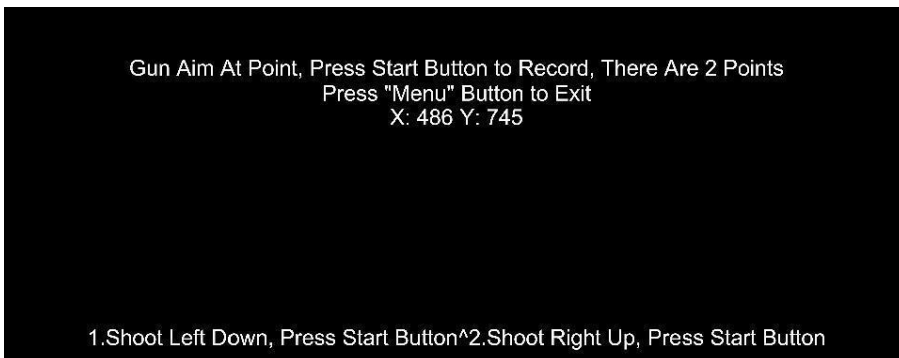 Gun Aim At Point, Press Start Button to Record, There Are 2 Points
Press "Menu" Button to Exit
X: 486 Y: 745
1.Shoot Left Down, Press Start Button^2.Shoot Right Up, Press Start Button